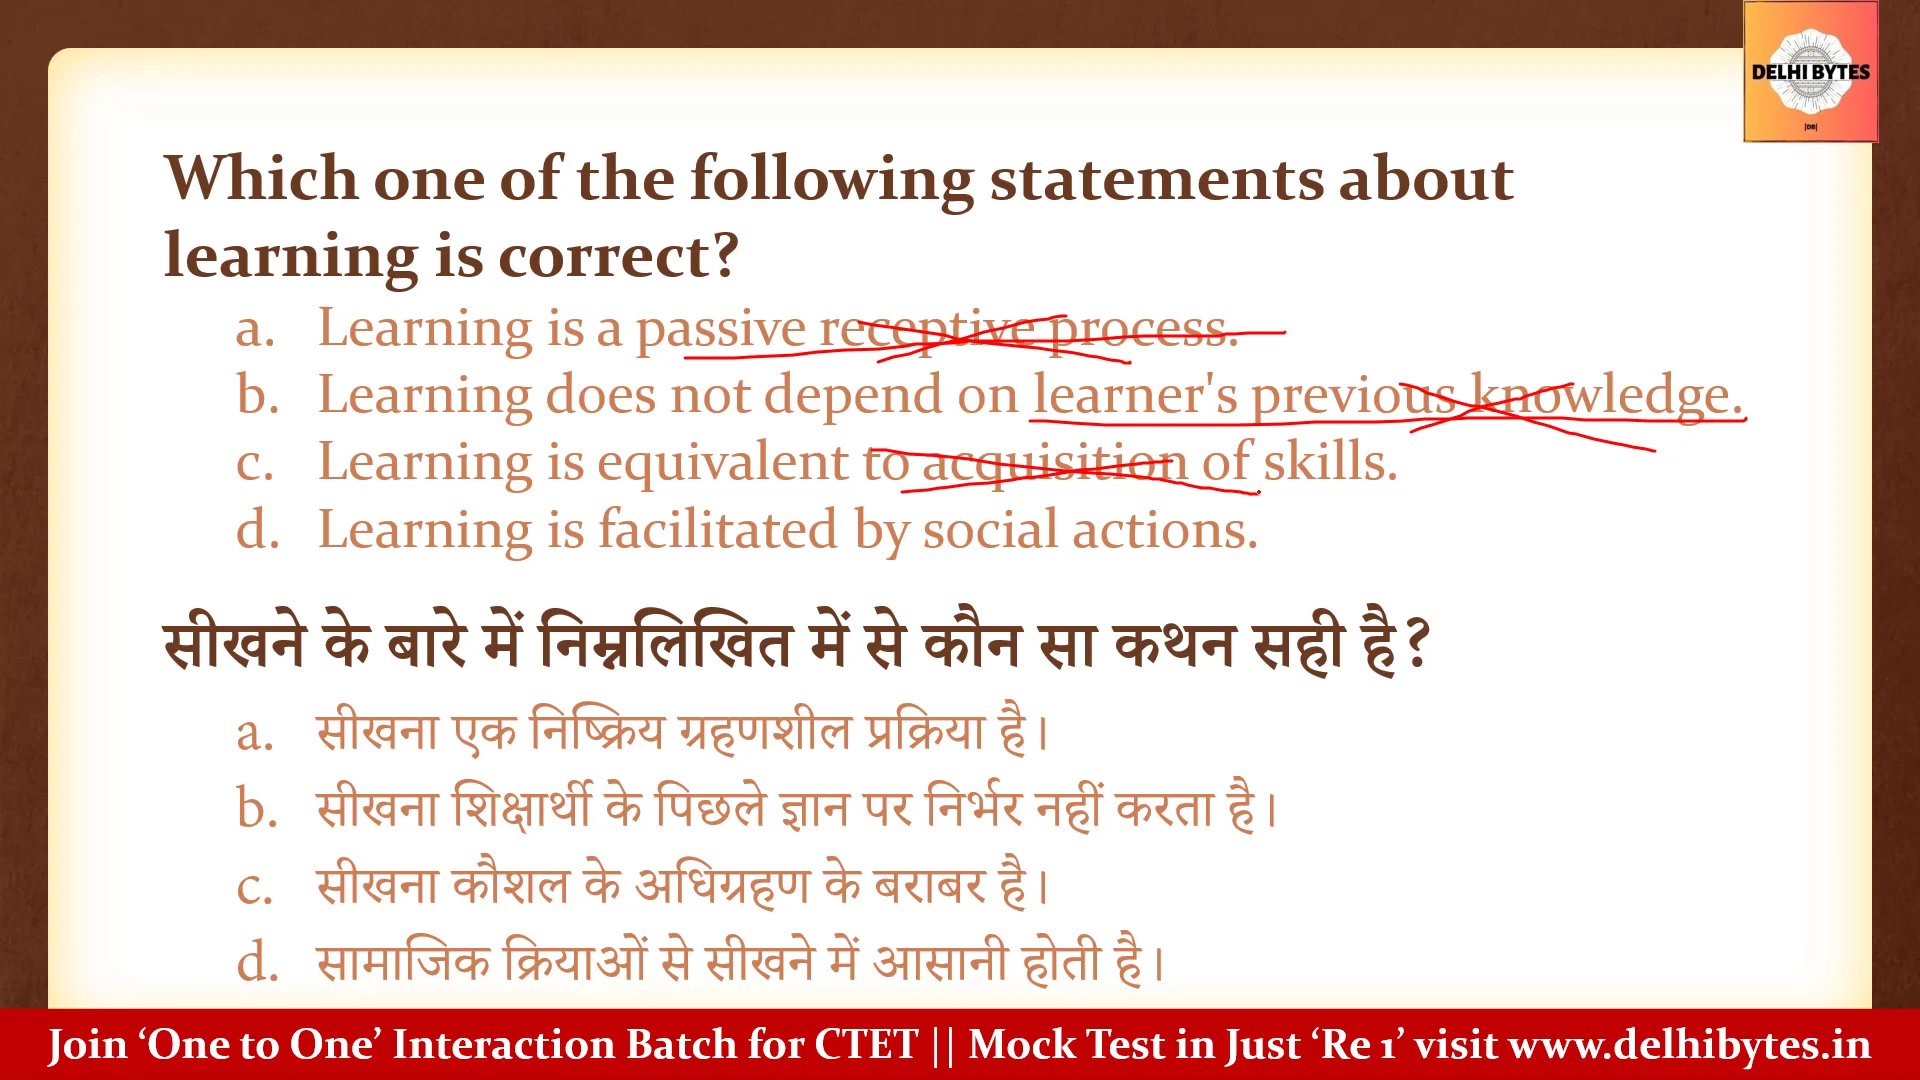 DELHI BYTES
|DB|
Which one of the following statements about
learning is correct?
a. Learning is a passive receptive process.
b. Learning does not depend on learner's previous knowledge.
c. Learning is equivalent to acquisition of skills.
d. Learning is facilitated by social actions.
सीखने के बारे में निम्नलिखित में से कौन सा कथन सही है?
a. सीखना एक निष्क्रिय ग्रहणशील प्रक्रिया है।
b. सीखना शिक्षार्थी के पिछले ज्ञान पर निर्भर नहीं करता है।
c. सीखना कौशल के अधिग्रहण के बराबर है।
d. सामाजिक क्रियाओं से सीखने में आसानी होती है।
Join ‘One to One’ Interaction Batch for CTET || Mock Test in Just ‘Re 1’ visit www.delhibytes.in